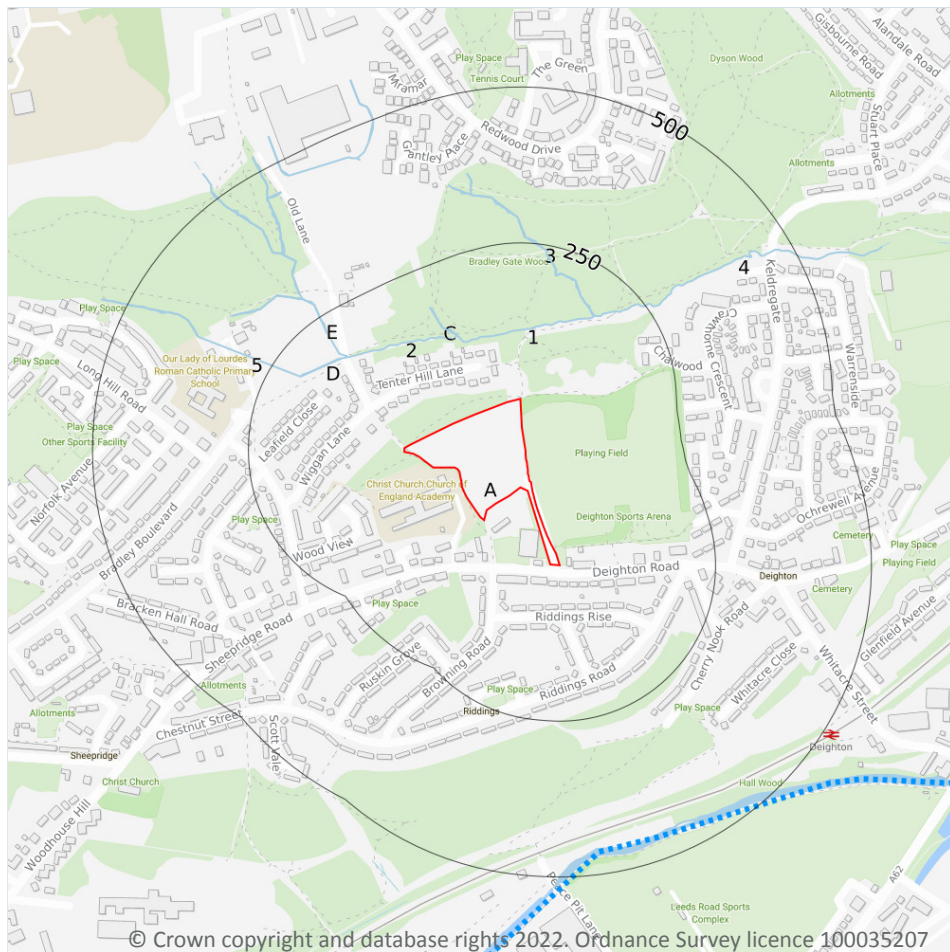 Gisbourne Road
Alandale Road
Play Space
Tennis Court
The Green
Dyson Wood
Miramar
Allotments
Stuart Place
500
Redwood Drive
Grantley Place
Allotments
Old Lane
250
3
Bradley Gate Wood
4
Keldregate
Play Space
E
C
1
2
5
D
Play Space
Our Lady of Lourdes
Roman Catholic Primary
School
Long Hill Road
Tenter Hill Lane
Chalwood
Cawthorne Crescent
Warrenside
Play Space
Other Sports Facility
Leafield Close
Wiggan Lane
Playing Field
Norfolk Avenue
Christ Church,Church of
England Academy
A
Ochrewell Avenue
Deighton Sports Arena
Play Space
Bradley Boulevard
Wood View
Cemetery
Play Space
Playing Field
Deighton Road
Deighton
Cemetery
Bracken Hall Road
Sheepridge Road
Play Space
Riddings Rise
Cherry Nook Road
Glenfield Avenue
Ruskin Grove
Browning Road
Whitacre Close
Whitacre Street
Allotments
Play Space
Riddings Road
Allotments
Chestnut Street
Riddings
Play Space
Scott Vale
Deighton
Sheepridge
Christ Church
Hall Wood
Woodhouse Hill
A62
Leeds Road Sports
Complex
© Crown copyright and database rights 2022. Ordnance Survey licence 100035207